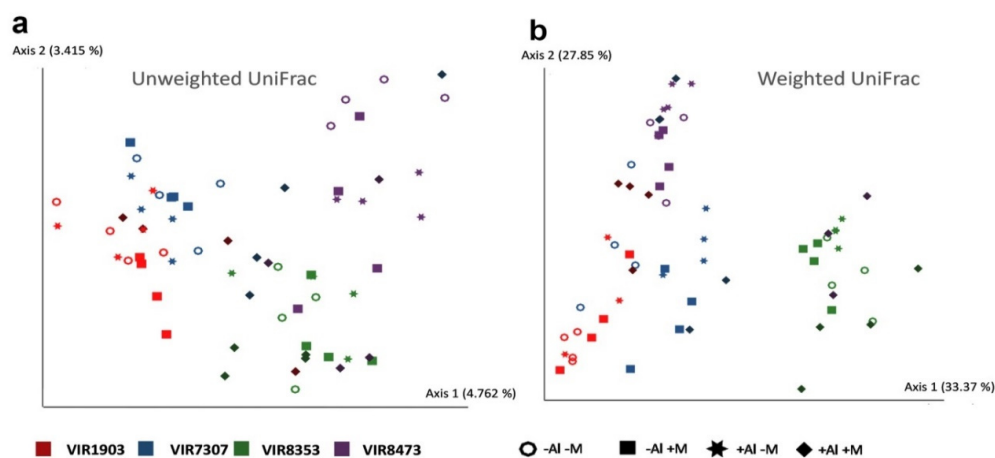 a
Axis 2 (3.415 %)
Unweighted UniFrac
Axis 1 (4.762 %)
b
Axis 2 (27.85 %)
Weighted UniFrac
Axis 1 (33.37 %)
VIR1903 VIR7307 VIR8353 VIR8473 -Al -M -Al +M +Al -M +Al +M